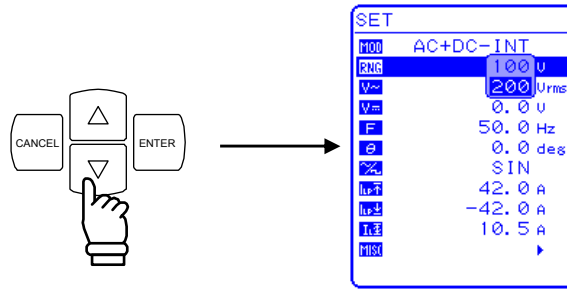 SET
MOD AC+DC-INT
RNG 100 V
V~ 200 Vrms
V⎓ 0.0 V
F 50.0 Hz
θ 0.0 deg
SIN
42.0 A
-42.0 A
10.5 A
MISC
CANCEL
ENTER